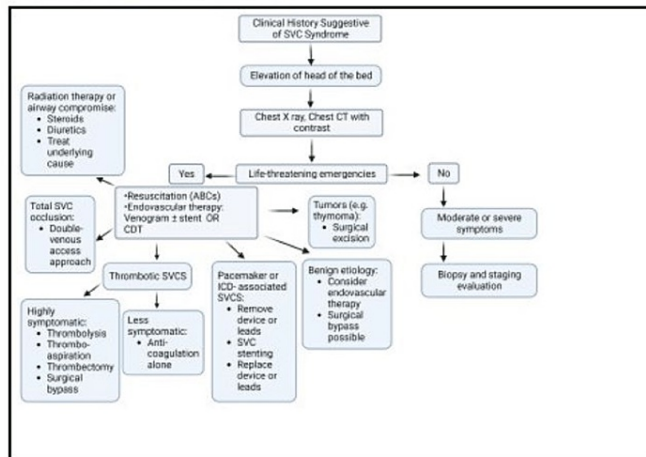 Clinical History Suggestive
of SVC Syndrome
Elevation of head of the bed
Chest X ray, Chest CT with
contrast
Life-threatening emergencies
Yes
No
Radiation therapy or
airway compromise:
• Steroids
• Diuretics
• Treat
underlying
cause
•Resuscitation (ABCs)
•Endovascular therapy:
Venogram ± stent OR
CDT
Tumors (e.g.
thymoma):
• Surgical
excision
Moderate or severe
symptoms
Biopsy and staging
evaluation
Total SVC
occlusion:
• Double-
venous
access
approach
Thrombotic SVCS
Highly
symptomatic:
• Thrombolysis
• Thrombo-
aspiration
• Thrombectomy
• Surgical
bypass
Less
symptomatic:
• Anti-
coagulation
alone
Pacemaker or
ICD- associated
SVCS:
• Remove
device or
leads
• SVC
stenting
• Replace
device or
leads
Benign etiology:
• Consider
endovascular
therapy
• Surgical
bypass
possible